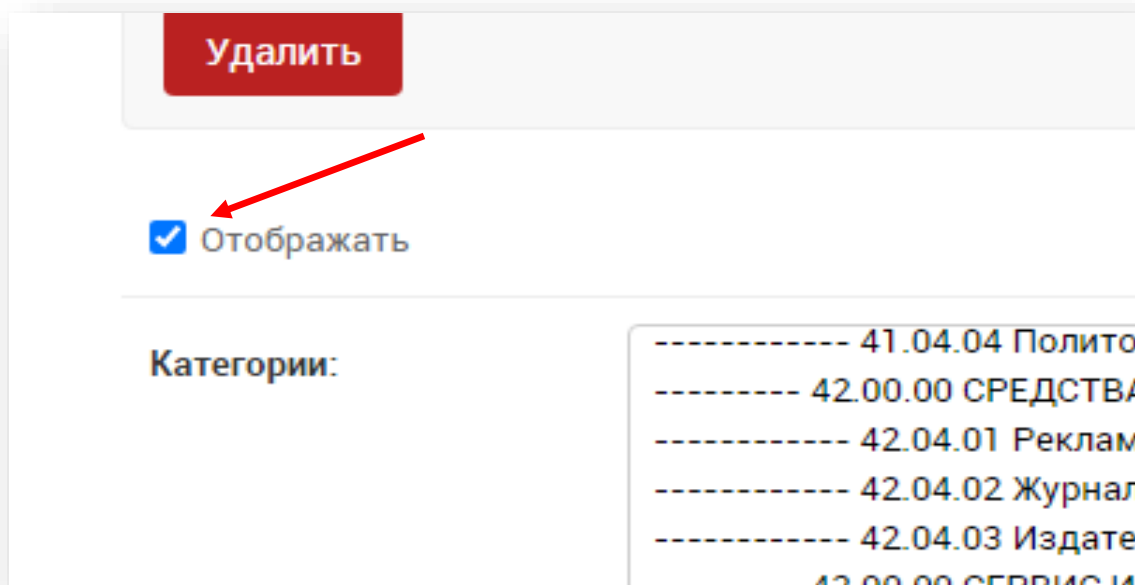 Удалить
Отображать
Категории:
------------ 41.04.04 Полито
--------- 42.00.00 СРЕДСТВА
------------ 42.04.01 Реклам
------------ 42.04.02 Журнал
------------ 42.04.03 Издате